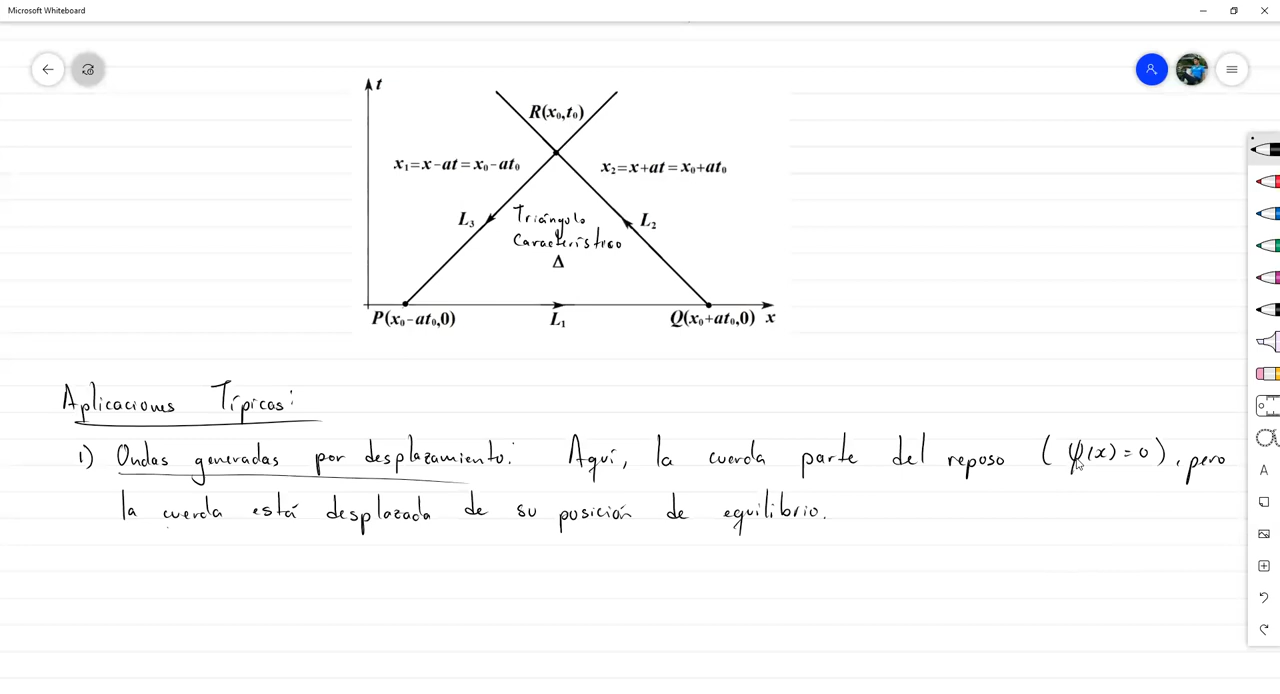 Microsoft Whiteboard
t
R(x₀,t₀)
x₁=x−at=x₀−at₀
x₂=x+at=x₀+at₀
L₃
Triángulo
Característico
L₂
Δ
P(x₀−at₀,0)
L₁
Q(x₀+at₀,0)
x
Aplicaciones Típicas:
1) Ondas generadas por desplazamiento: Aquí, la cuerda parte del reposo (ψ(x)=0), pero
la cuerda está desplazada de su posición de equilibrio.
A